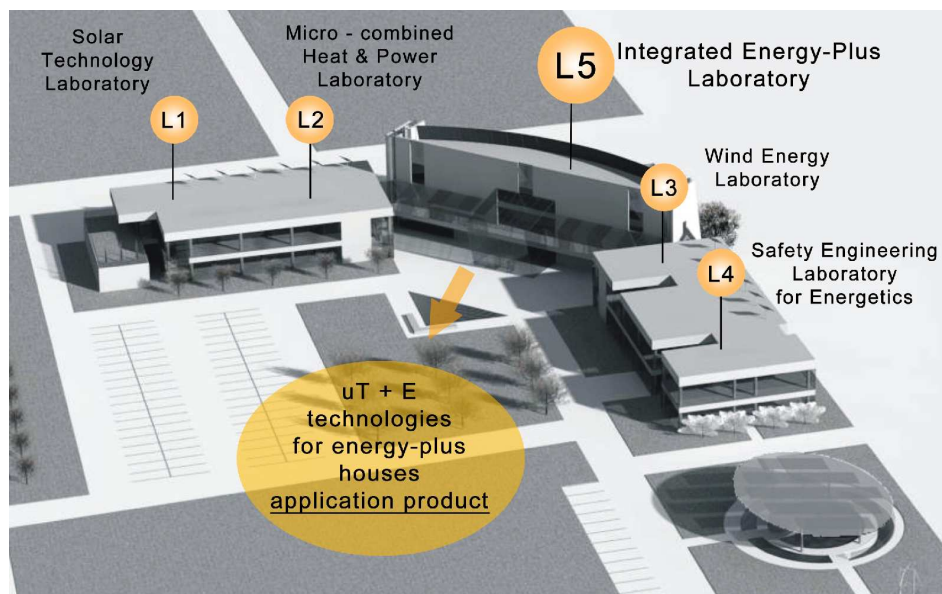 Solar
Technology
Laboratory
L1
Micro - combined
Heat & Power
Laboratory
L2
L5
Integrated Energy-Plus
Laboratory
Wind Energy
Laboratory
L3
Safety Engineering
Laboratory
for Energetics
L4
uT + E
technologies
for energy-plus
houses
application product